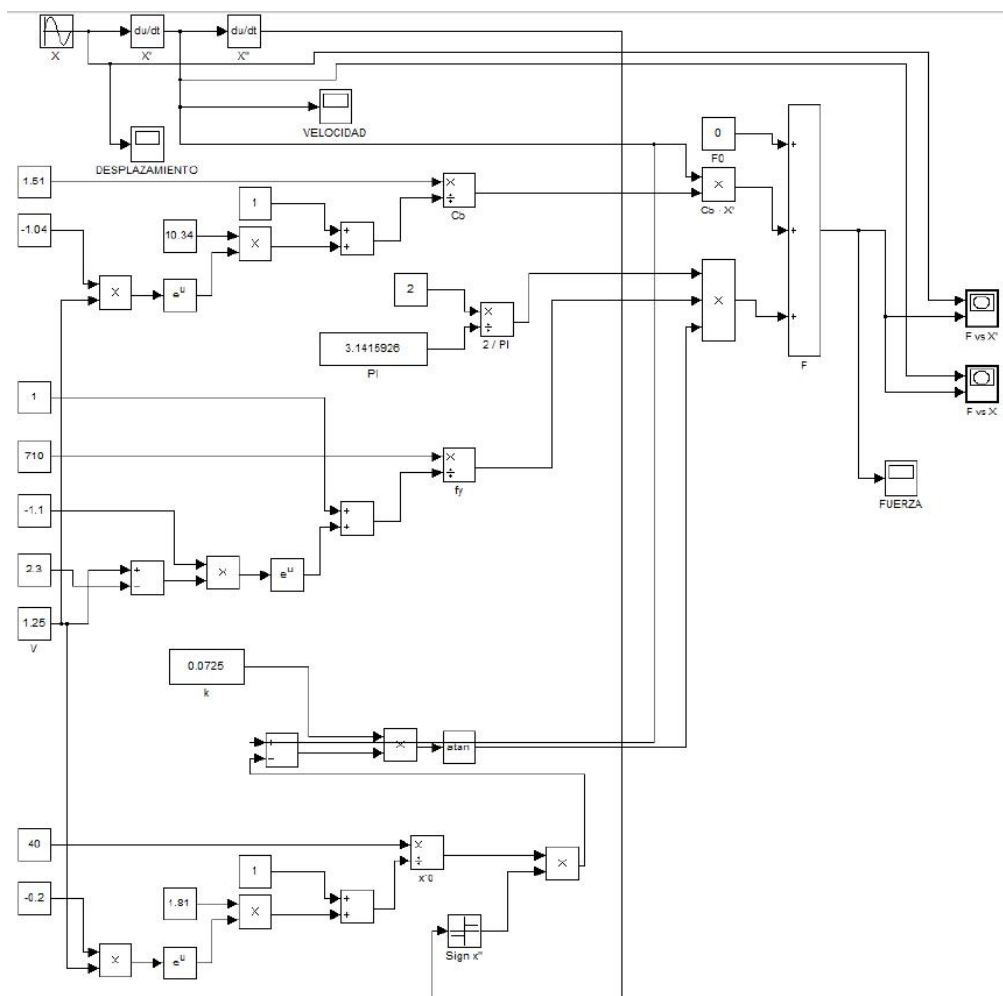 du/dt
du/dt
X
X'
X"
VELOCIDAD
DESPLAZAMIENTO
0
F0
+
1.51
×
÷
Cb
×
Cb · X'
1
-1.04
10.34
×
+
+
+
×
e^u
2
×
÷
2 / PI
×
3.1415926
PI
+
F
F vs X'
1
F vs X
710
×
÷
fy
FUERZA
-1.1
+
+
2.3
+
−
×
e^u
1.25
V
0.0725
k
+
−
×
atan
40
×
÷
x'0
×
1
-0.2
1.81
×
+
+
×
e^u
Sign x"